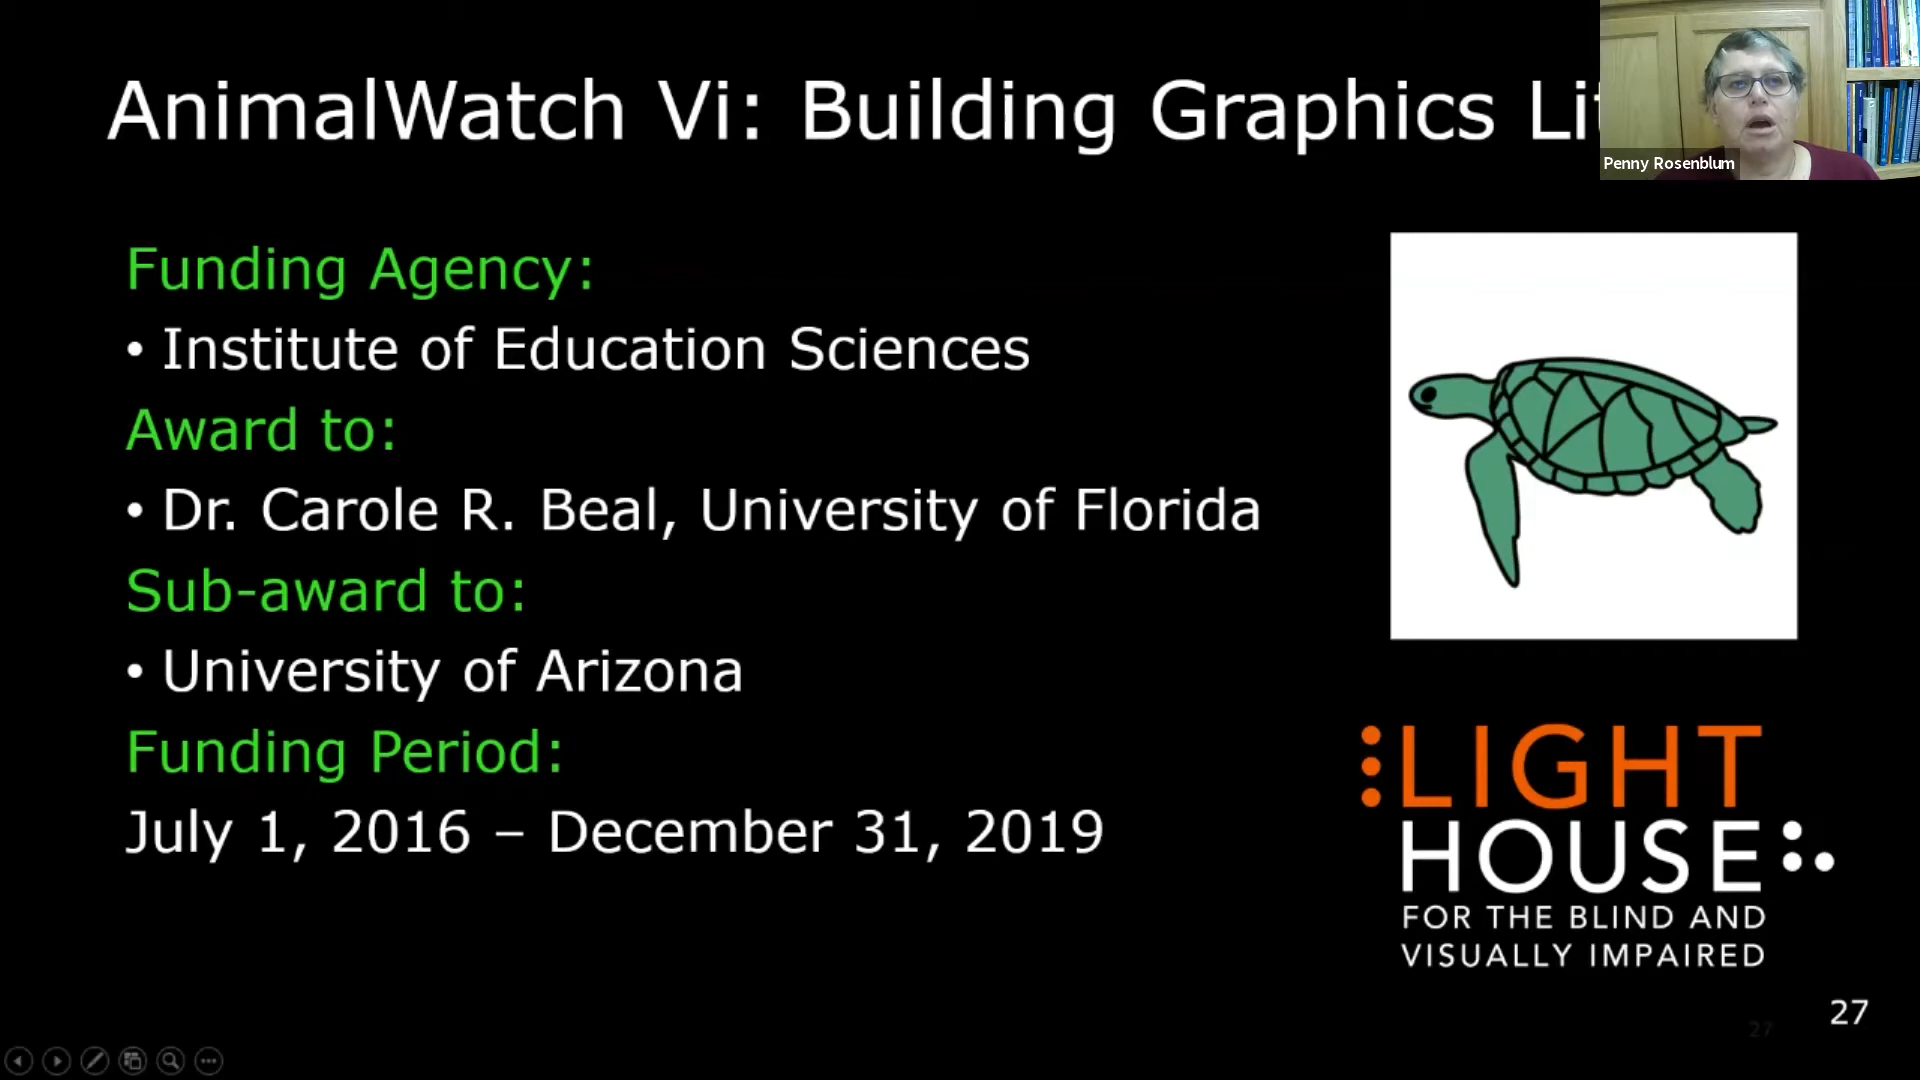 AnimalWatch Vi: Building Graphics
Penny Rosenblum
Funding Agency:
• Institute of Education Sciences
Award to:
• Dr. Carole R. Beal, University of Florida
Sub-award to:
• University of Arizona
Funding Period:
July 1, 2016 – December 31, 2019
LIGHT
HOUSE
FOR THE BLIND AND
VISUALLY IMPAIRED
27
27